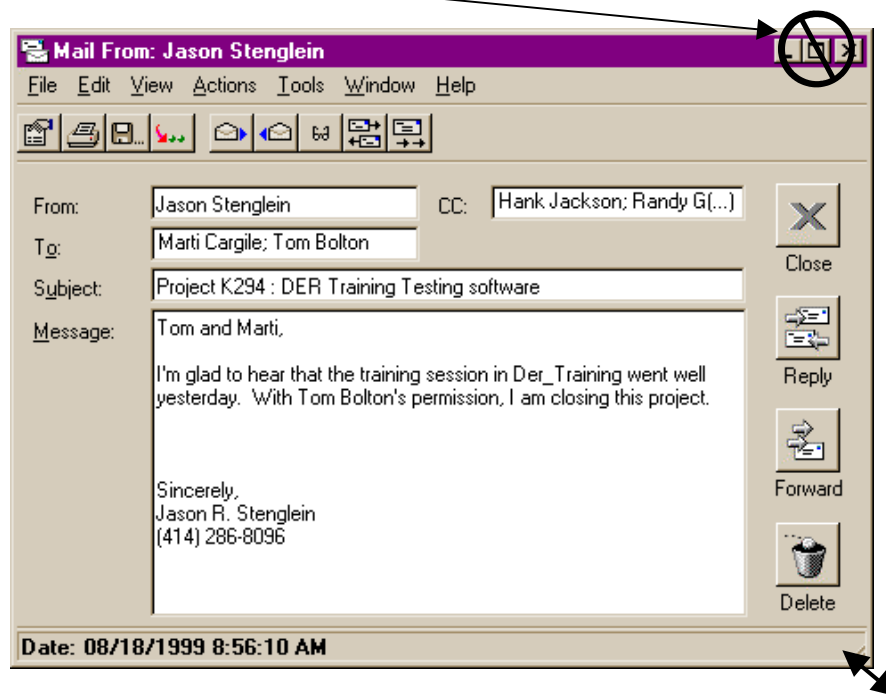 Mail From: Jason Stenglein
File Edit View Actions Tools Window Help
From: Jason Stenglein CC: Hank Jackson; Randy G(...)
To: Marti Cargile; Tom Bolton
Close
Subject: Project K294 : DER Training Testing software
Message: Tom and Marti,
I'm glad to hear that the training session in Der_Training went well
yesterday. With Tom Bolton's permission, I am closing this project.
Reply
Sincerely,
Jason R. Stenglein
(414) 286-8096
Forward
Delete
Date: 08/18/1999 8:56:10 AM